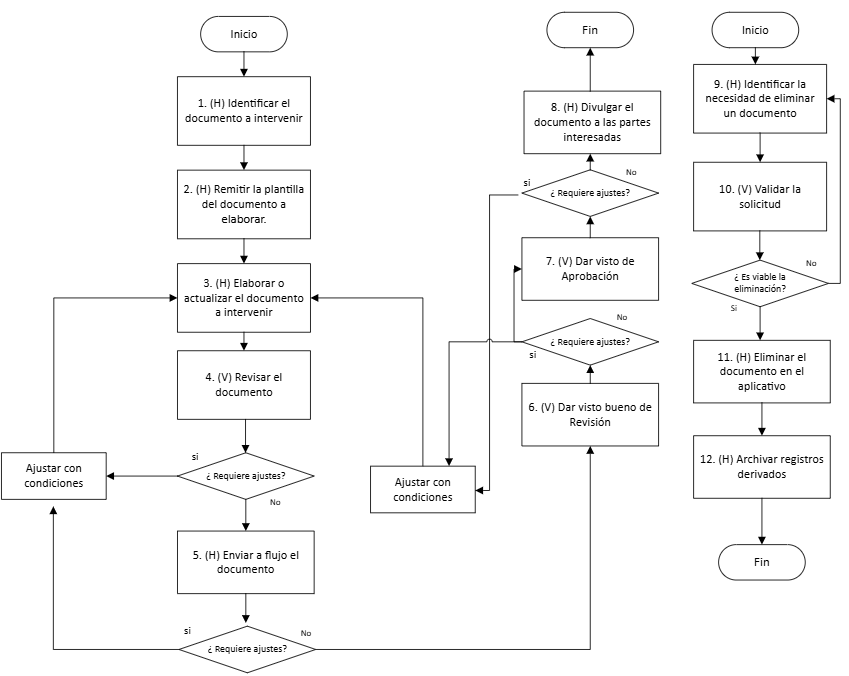 Inicio
1. (H) Identificar el
documento a intervenir
2. (H) Remitir la plantilla
del documento a
elaborar.
3. (H) Elaborar o
actualizar el documento
a intervenir
4. (V) Revisar el
documento
si
¿ Requiere ajustes?
No
Ajustar con
condiciones
5. (H) Enviar a flujo el
documento
si
¿ Requiere ajustes?
No
Fin
8. (H) Divulgar el
documento a las partes
interesadas
No
si
¿ Requiere ajustes?
7. (V) Dar visto de
Aprobación
No
¿ Requiere ajustes?
si
6. (V) Dar visto bueno de
Revisión
Ajustar con
condiciones
Inicio
9. (H) Identificar la
necesidad de eliminar
un documento
10. (V) Validar la
solicitud
No
¿ Es viable la
eliminación?
Si
11. (H) Eliminar el
documento en el
aplicativo
12. (H) Archivar registros
derivados
Fin